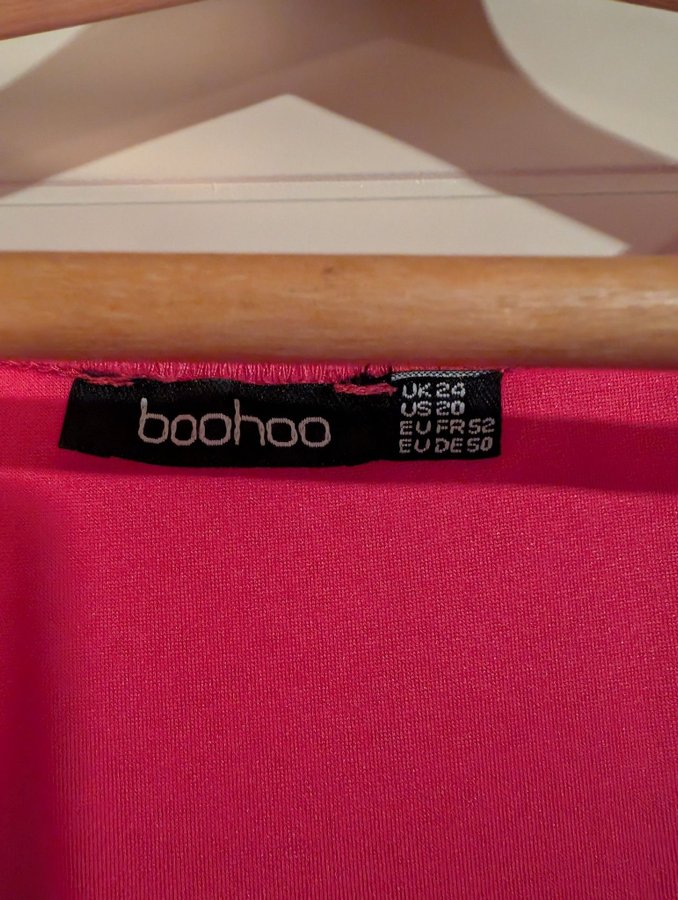 boohoo
UK 24
US 20
EU FR 52
EU DE 50